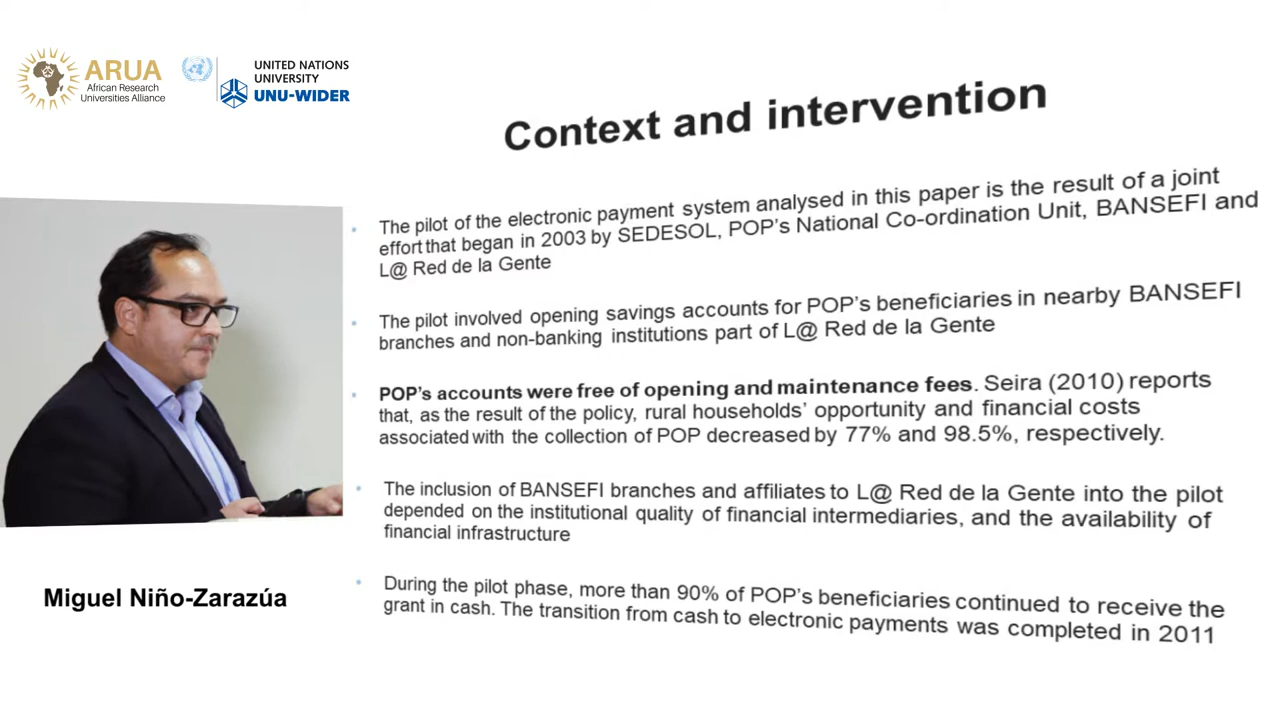 ARUA
African Research
Universities Alliance
UNITED NATIONS
UNIVERSITY
UNU-WIDER
Context and intervention
The pilot of the electronic payment system analysed in this paper is the result of a joint
effort that began in 2003 by SEDESOL, POP's National Co-ordination Unit, BANSEFI and
L@ Red de la Gente
The pilot involved opening savings accounts for POP's beneficiaries in nearby BANSEFI
branches and non-banking institutions part of L@ Red de la Gente
POP's accounts were free of opening and maintenance fees. Seira (2010) reports
that, as the result of the policy, rural households' opportunity and financial costs
associated with the collection of POP decreased by 77% and 98.5%, respectively.
The inclusion of BANSEFI branches and affiliates to L@ Red de la Gente into the pilot
depended on the institutional quality of financial intermediaries, and the availability of
financial infrastructure
During the pilot phase, more than 90% of POP's beneficiaries continued to receive the
grant in cash. The transition from cash to electronic payments was completed in 2011
Miguel Niño-Zarazúa